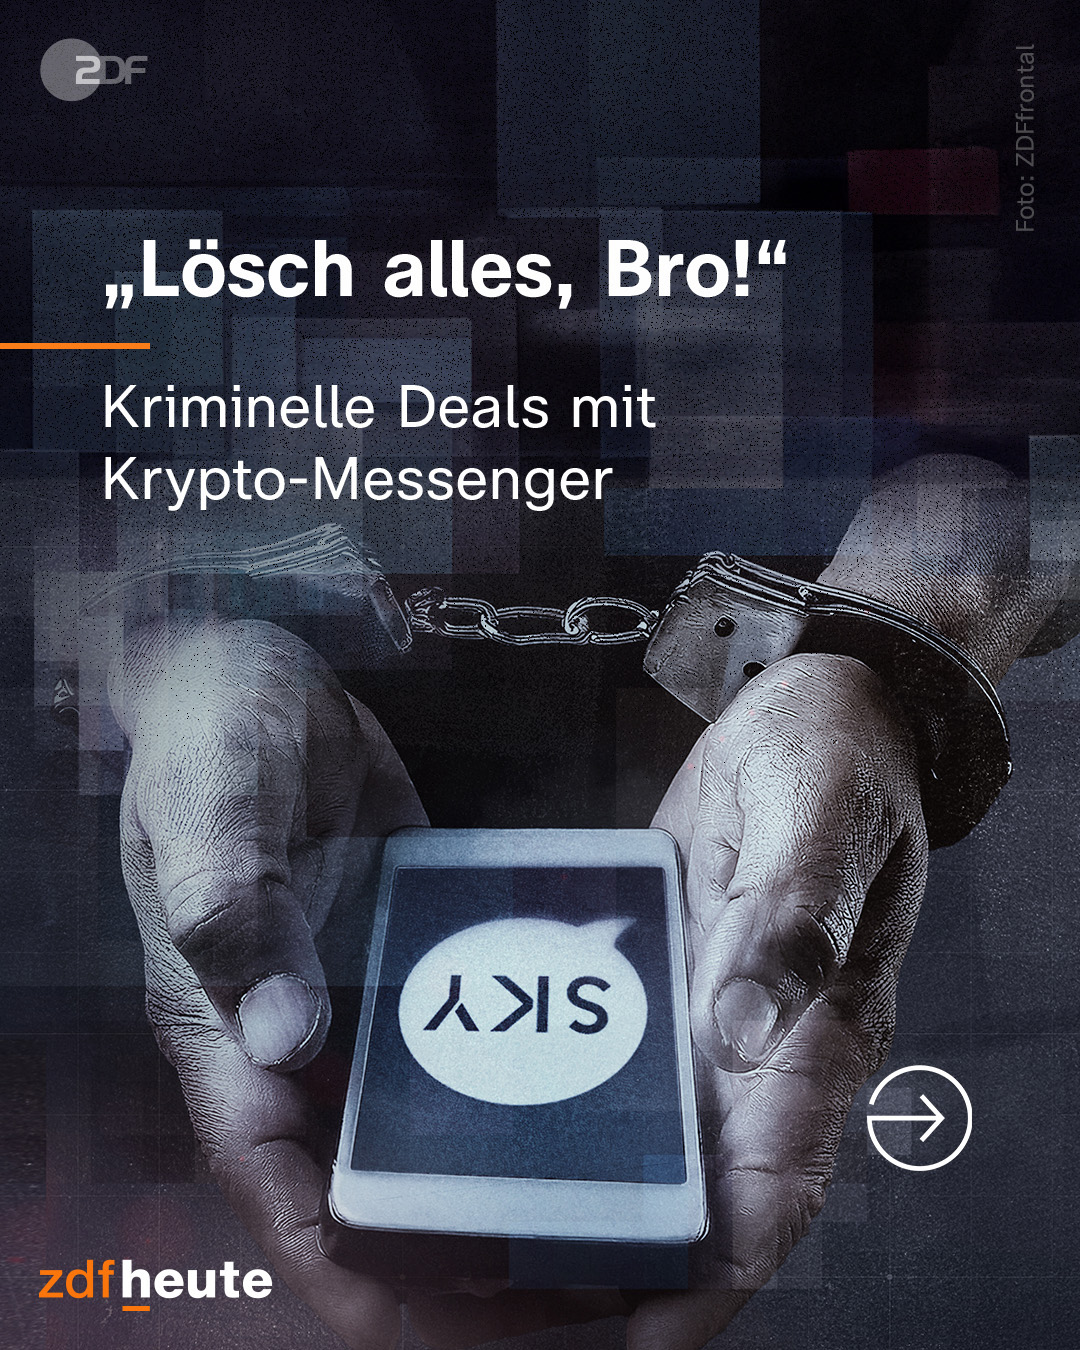 ZDF
Foto: ZDFfrontal
„Lösch alles, Bro!“
Kriminelle Deals mit
Krypto-Messenger
SKY
zdfheute